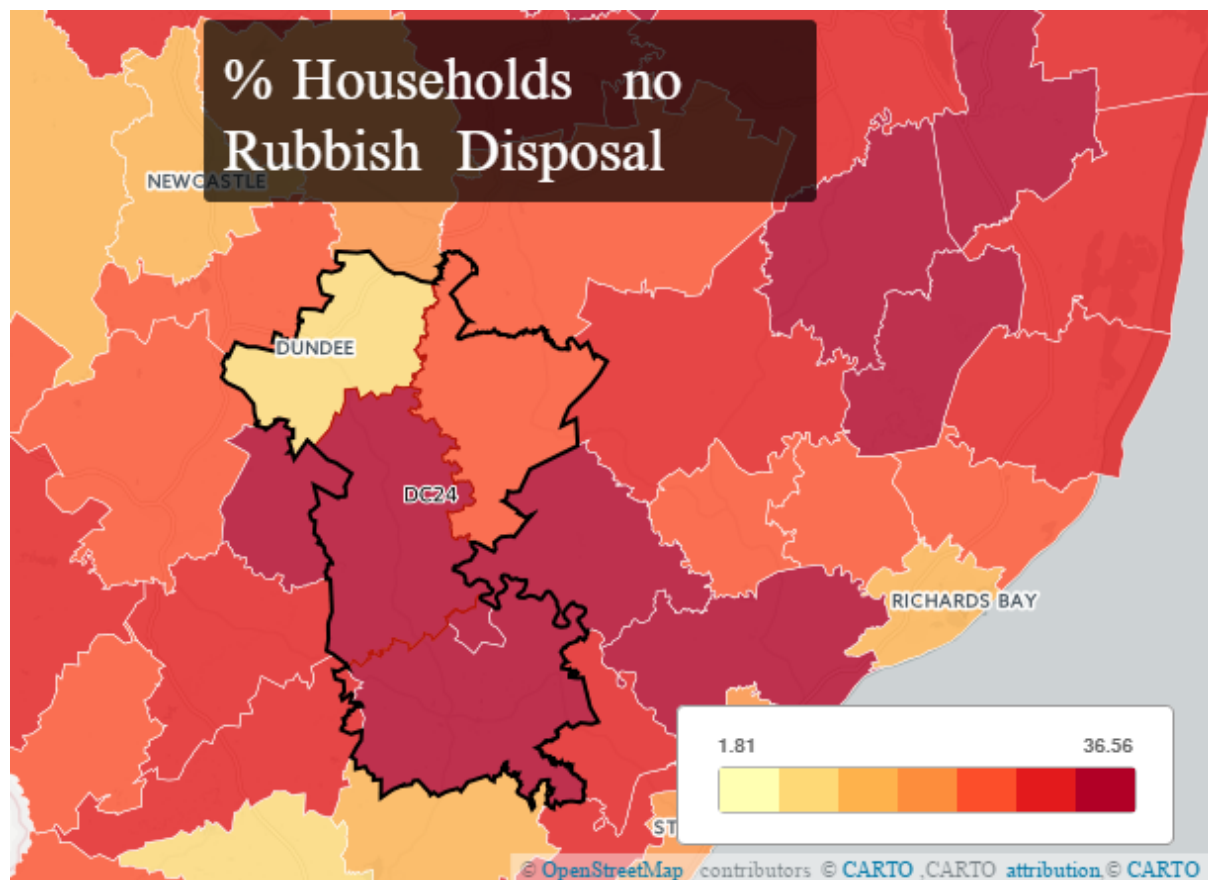 % Households no
Rubbish Disposal
NEWCASTLE
DUNDEE
DC24
RICHARDS BAY
1.81 36.56
ST
© OpenStreetMap contributors © CARTO ,CARTO attribution,© CARTO